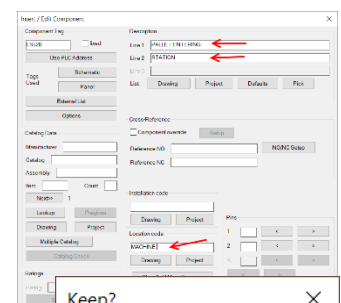 Insert / Edit Component
Component Tag
fixed
Use PLC Address
Tags
Used
Schematic
Panel
External List
Options
Description
Line 1
PALLET ENTERING
Line 2
STATION
Line 3
List
Drawing
Project
Defaults
Pick
Cross-Reference
Component override
Setup
Reference NO
Reference NC
NO/NC Setup
Catalog Data
Manufacturer
Catalog
Assembly
Item
Count
Next>>
1
Lookup
Previous
Drawing
Project
Multiple Catalog
Catalog Check
Ratings
Rating
Installation code
Drawing
Project
Location code
MACHINE
Drawing
Project
Pins
1
<
>
2
<
>
<
>
Keep?